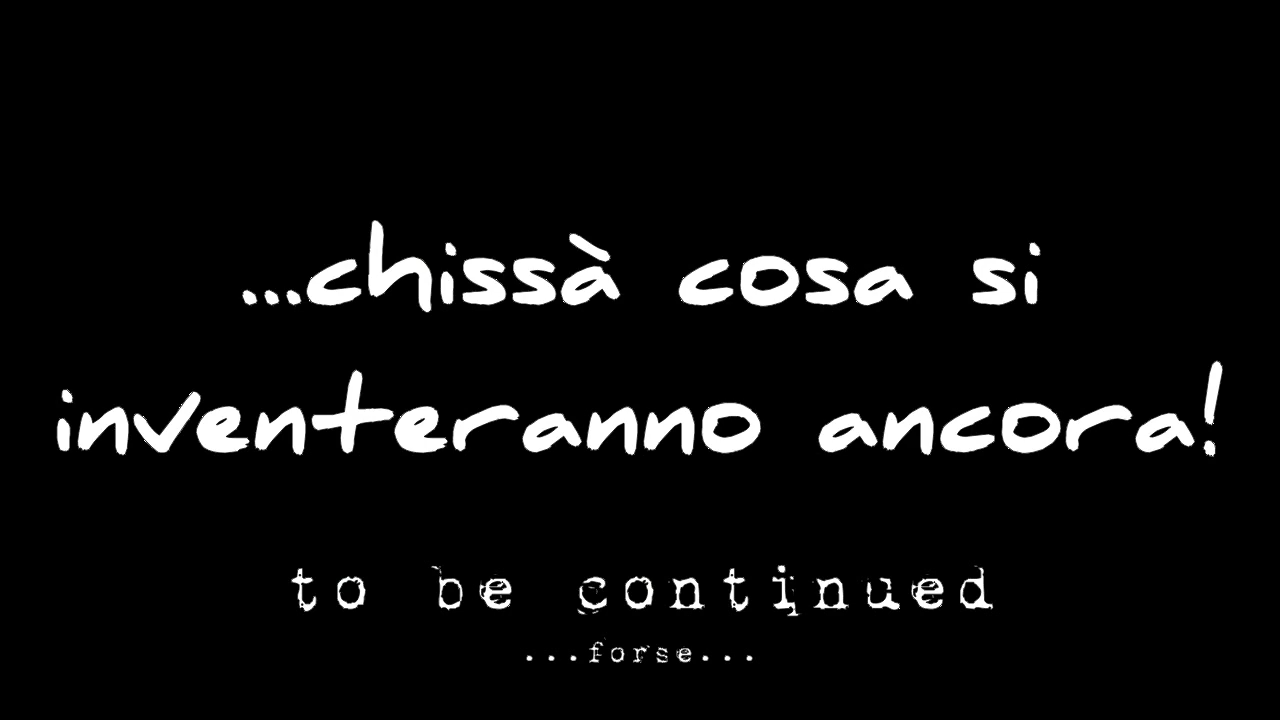 ...chissà cosa si
inventeranno ancora!
to be continued
...forse...